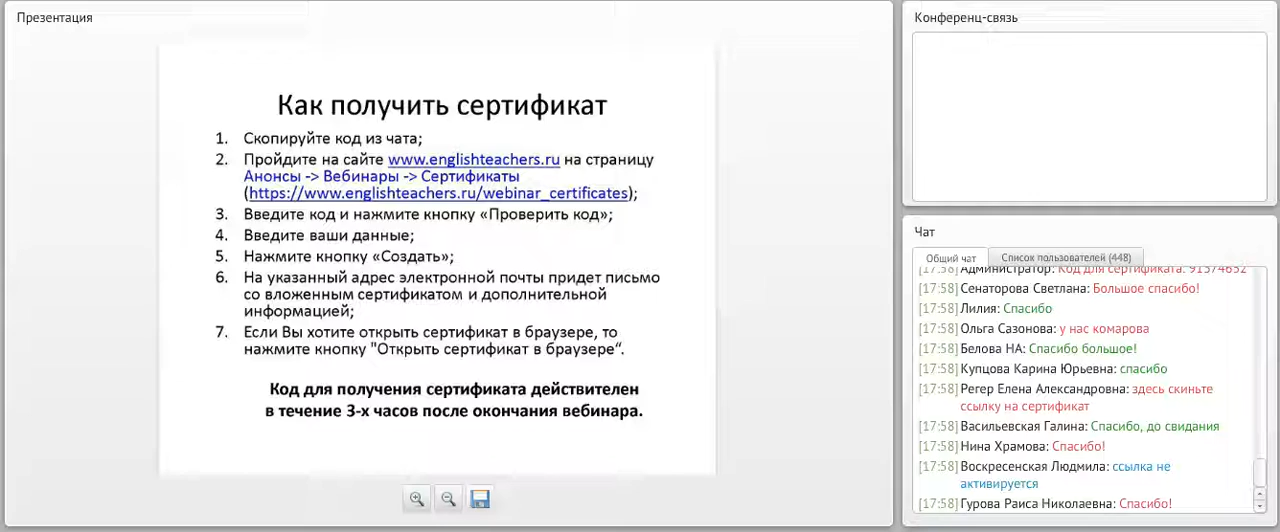 Презентация
Как получить сертификат
1. Скопируйте код из чата;
2. Пройдите на сайте www.englishteachers.ru на страницу
Анонсы -> Вебинары -> Сертификаты
(https://www.englishteachers.ru/webinar_certificates);
3. Введите код и нажмите кнопку «Проверить код»;
4. Введите ваши данные;
5. Нажмите кнопку «Создать»;
6. На указанный адрес электронной почты придет письмо
со вложенным сертификатом и дополнительной
информацией;
7. Если Вы хотите открыть сертификат в браузере, то
нажмите кнопку "Открыть сертификат в браузере“.
Код для получения сертификата действителен
в течение 3-х часов после окончания вебинара.
Конференц-связь
Чат
Общий чат
Список пользователей (448)
[17:58] Администратор: Код для сертификата: 91374652
[17:58] Сенаторова Светлана: Большое спасибо!
[17:58] Лилия: Спасибо
[17:58] Ольга Сазонова: у нас комарова
[17:58] Белова НА: Спасибо большое!
[17:58] Купцова Карина Юрьевна: спасибо
[17:58] Регер Елена Александровна: здесь скиньте
ссылку на сертификат
[17:58] Васильевская Галина: Спасибо, до свидания
[17:58] Нина Храмова: Спасибо!
[17:58] Воскресенская Людмила: ссылка не
активируется
[17:58] Гурова Раиса Николаевна: Спасибо!